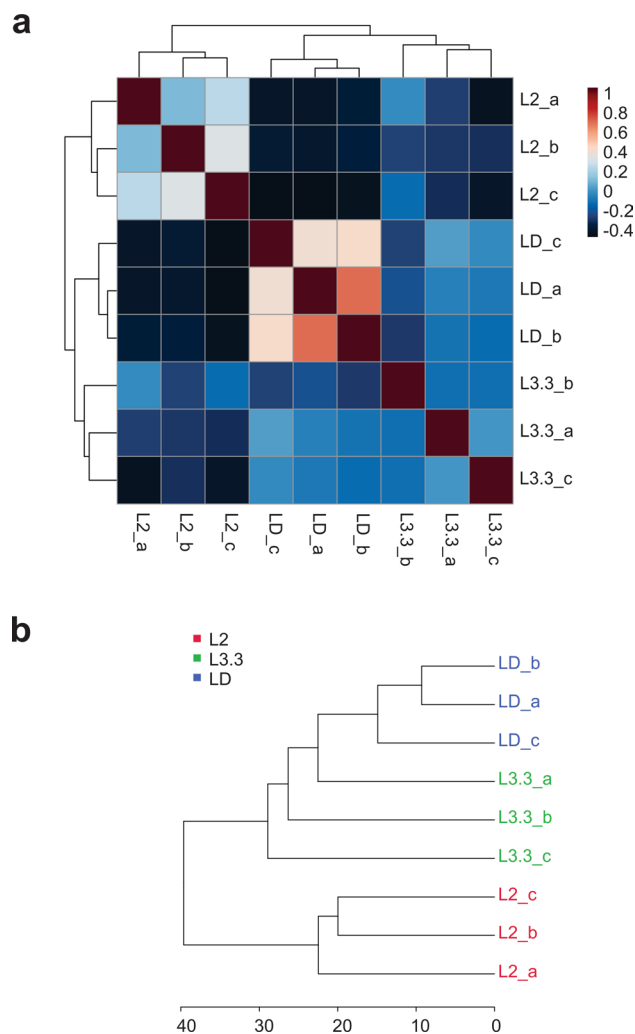 a
L2_a
L2_b
L2_c
LD_c
LD_a
LD_b
L3.3_b
L3.3_a
L3.3_c
1
0.8
0.6
0.4
0.2
0
-0.2
-0.4
L2_a
L2_b
L2_c
LD_c
LD_a
LD_b
L3.3_b
L3.3_a
L3.3_c
b
L2
L3.3
LD
LD_b
LD_a
LD_c
L3.3_a
L3.3_b
L3.3_c
L2_c
L2_b
L2_a
40 30 20 10 0